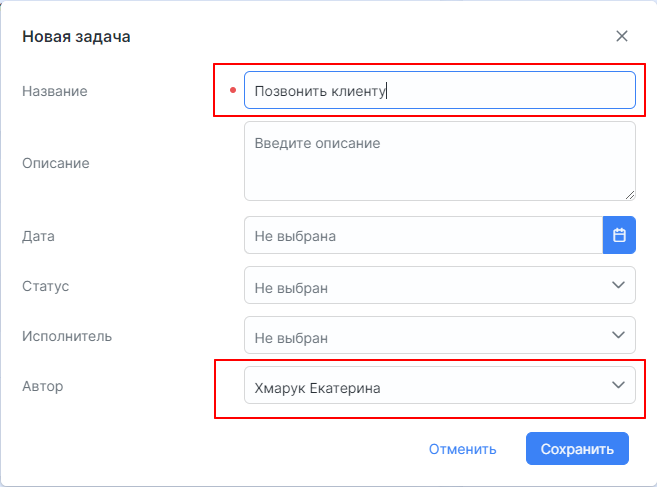 Новая задача
Название
Позвонить клиенту
Описание
Введите описание
Дата
Не выбрана
Статус
Не выбран
Исполнитель
Не выбран
Автор
Хмарук Екатерина
Отменить
Сохранить